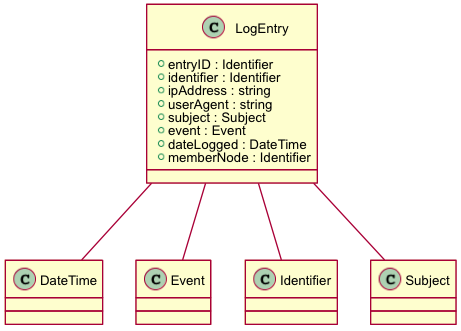 C LogEntry
entryID : Identifier
identifier : Identifier
ipAddress : string
userAgent : string
subject : Subject
event : Event
dateLogged : DateTime
memberNode : Identifier
C DateTime
C Event
C Identifier
C Subject